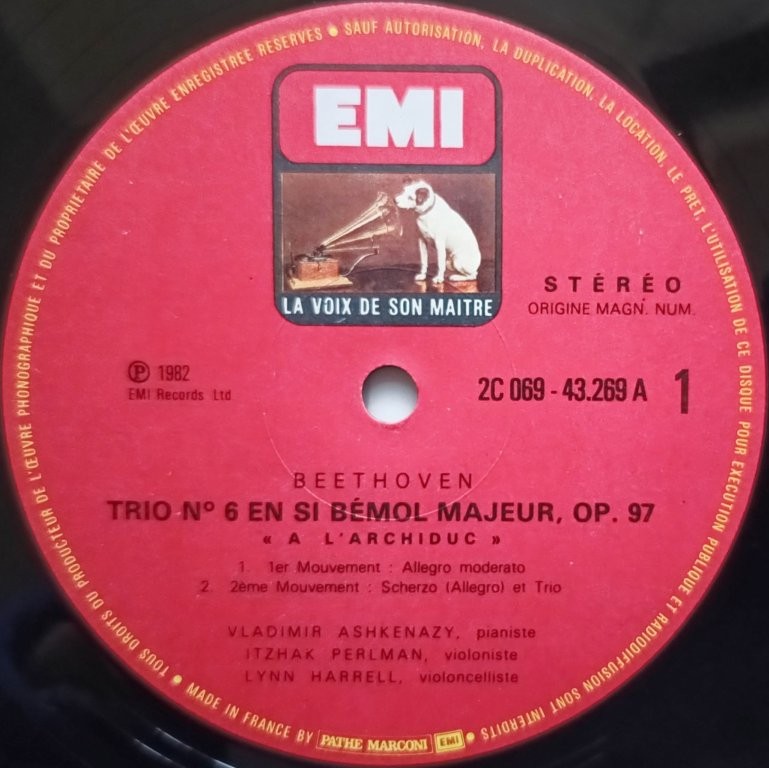 TOUS DROITS DU PRODUCTEUR DE L'ŒUVRE PHONOGRAPHIQUE ET DU PROPRIETAIRE DE L'ŒUVRE ENREGISTREE RESERVES • SAUF AUTORISATION, LA DUPLICATION, LA LOCATION, LE PRET, L'UTILISATION DE CE DISQUE POUR EXECUTION PUBLIQUE ET RADIODIFFUSION SONT INTERDITS •
EMI
LA VOIX DE SON MAITRE
STÉRÉO
ORIGINE MAGN. NUM.
℗ 1982
EMI Records Ltd
2C 069 - 43.269 A 1
BEETHOVEN
TRIO Nº 6 EN SI BÉMOL MAJEUR, OP. 97
« A L'ARCHIDUC »
1. 1er Mouvement : Allegro moderato
2. 2ème Mouvement : Scherzo (Allegro) et Trio
VLADIMIR ASHKENAZY, pianiste
ITZHAK PERLMAN, violoniste
LYNN HARRELL, violoncelliste
• MADE IN FRANCE BY PATHE MARCONI EMI •